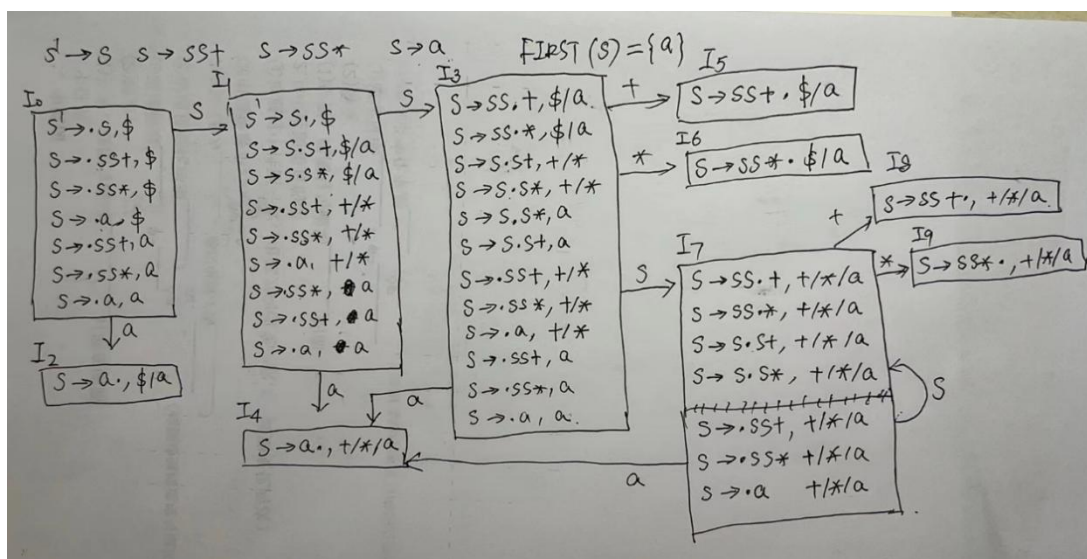 S' → S S → SS+ S → SS* S → a FIRST(S) = {a}
I0
S' → ·S, $
S → ·SS+, $
S → ·SS*, $
S → ·a, $
S → ·SS+, a
S → ·SS*, a
S → ·a, a
S
a
I2
S → a·, $/a
I1
S' → S·, $
S → S·S+, $/a
S → S·S*, $/a
S → ·SS+, +/*
S → ·SS*, +/*
S → ·a, +/*
S → ·SS*, a
S → ·SS+, a
S → ·a, a
S
a
I4
S → a·, +/*/a
I3
S → SS·+, $/a
S → SS·*, $/a
S → S·S+, +/*
S → S·S*, +/*
S → S·S*, a
S → S·S+, a
S → ·SS+, +/*
S → ·SS*, +/*
S → ·a, +/*
S → ·SS+, a
S → ·SS*, a
S → ·a, a
a
+
I5
S → SS+· $/a
*
I6
S → SS*· $/a
S
I7
S → SS·+, +/*/a
S → SS·*, +/*/a
S → S·S+, +/*/a
S → S·S*, +/*/a
S → ·SS+, +/*/a
S → ·SS* +/*/a
S → ·a +/*/a
S
a
+
I8
S → SS+·, +/*/a
*
I9
S → SS*·, +/*/a